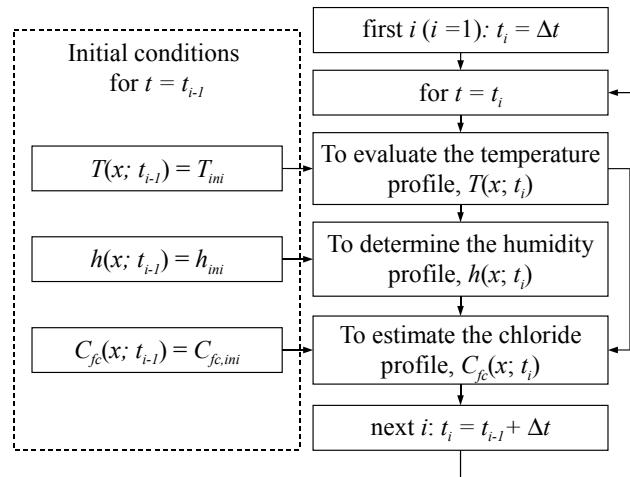 Initial conditions
for t = t_{i-1}
T(x; t_{i-1}) = T_{ini}
h(x; t_{i-1}) = h_{ini}
C_{fc}(x; t_{i-1}) = C_{fc,ini}
first i (i =1): t_i = Δt
for t = t_i
To evaluate the temperature
profile, T(x; t_i)
To determine the humidity
profile, h(x; t_i)
To estimate the chloride
profile, C_{fc}(x; t_i)
next i: t_i = t_{i-1}+ Δt